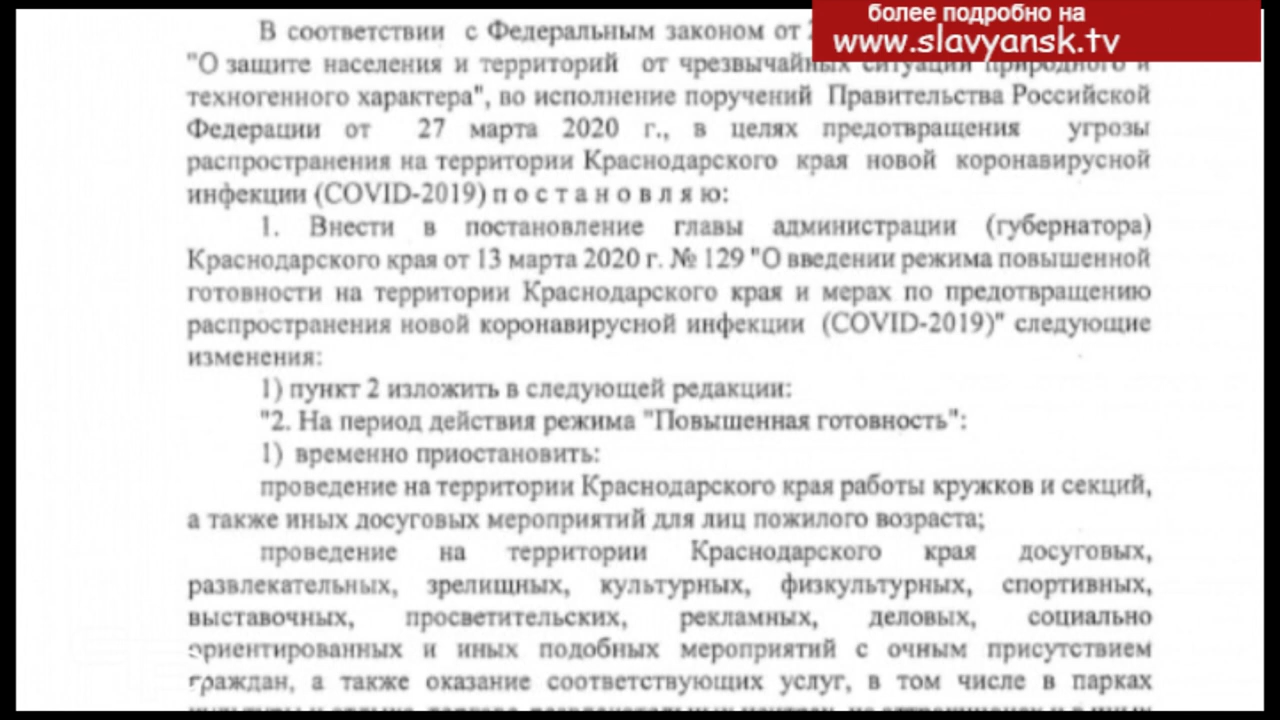 более подробно на
www.slavyansk.tv
В соответствии с Федеральным законом от 2
"О защите населения и территорий от чрезвычайных ситуаций природного и
техногенного характера", во исполнение поручений Правительства Российской
Федерации от 27 марта 2020 г., в целях предотвращения угрозы
распространения на территории Краснодарского края новой коронавирусной
инфекции (COVID-2019) п о с т а н о в л я ю:
1. Внести в постановление главы администрации (губернатора)
Краснодарского края от 13 марта 2020 г. № 129 "О введении режима повышенной
готовности на территории Краснодарского края и мерах по предотвращению
распространения новой коронавирусной инфекции (COVID-2019)" следующие
изменения:
1) пункт 2 изложить в следующей редакции:
"2. На период действия режима "Повышенная готовность":
1) временно приостановить:
проведение на территории Краснодарского края работы кружков и секций,
а также иных досуговых мероприятий для лиц пожилого возраста;
проведение на территории Краснодарского края досуговых,
развлекательных, зрелищных, культурных, физкультурных, спортивных,
выставочных, просветительских, рекламных, деловых, социально
ориентированных и иных подобных мероприятий с очным присутствием
граждан, а также оказание соответствующих услуг, в том числе в парках